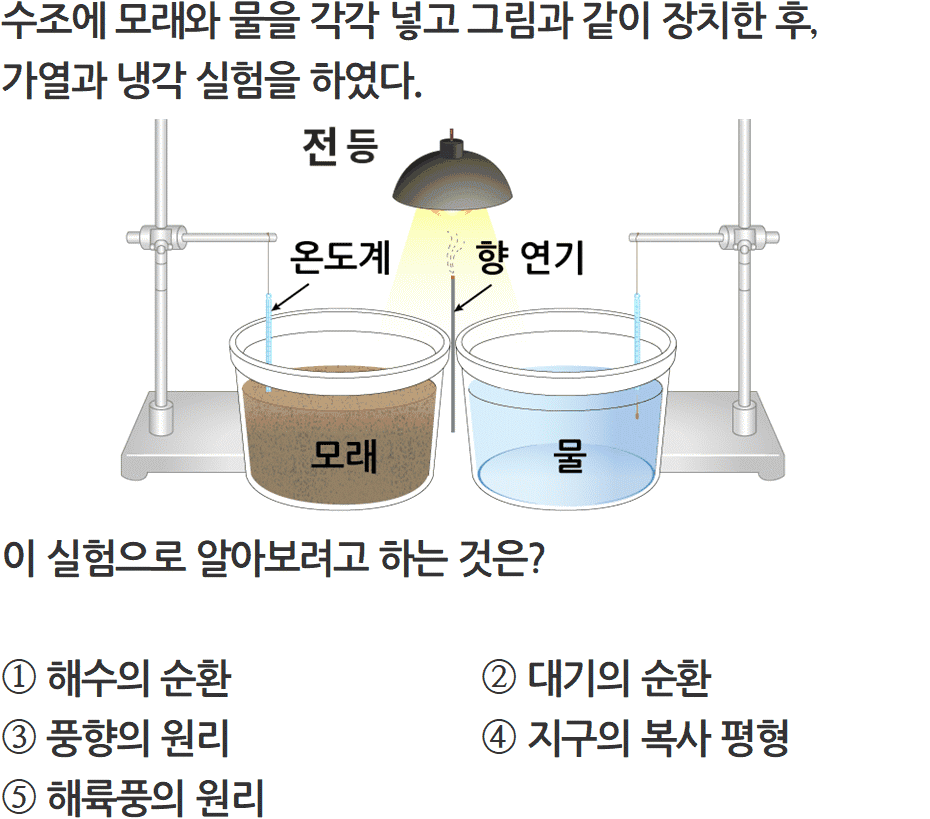 수조에 모래와 물을 각각 넣고 그림과 같이 장치한 후,
가열과 냉각 실험을 하였다.
전등
온도계
향 연기
모래
물
이 실험으로 알아보려고 하는 것은?
① 해수의 순환
② 대기의 순환
③ 풍향의 원리
④ 지구의 복사 평형
⑤ 해륙풍의 원리